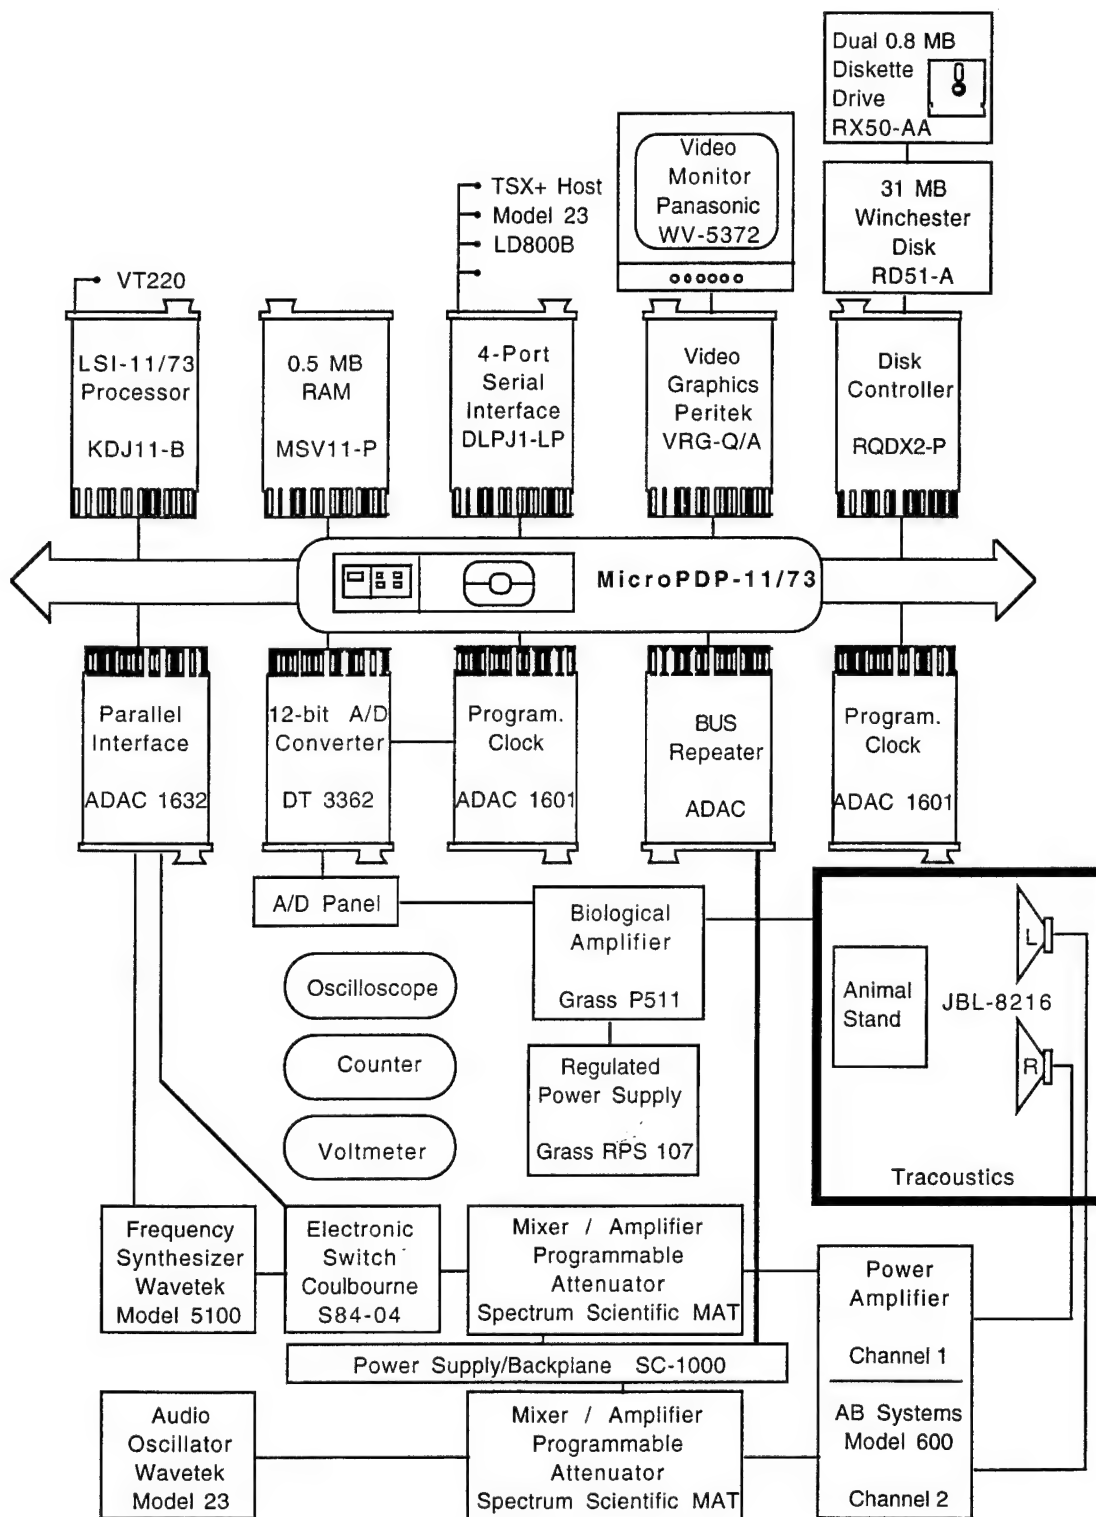 Dual 0.8 MB
Diskette
Drive
RX50-AA
Video
Monitor
Panasonic
WV-5372
31 MB
Winchester
Disk
RD51-A
TSX+ Host
Model 23
LD800B
VT220
LSI-11/73
Processor
KDJ11-B
0.5 MB
RAM
MSV11-P
4-Port
Serial
Interface
DLPJ1-LP
Video
Graphics
Peritek
VRG-Q/A
Disk
Controller
RQDX2-P
MicroPDP-11/73
Parallel
Interface
ADAC 1632
12-bit A/D
Converter
DT 3362
Program.
Clock
ADAC 1601
BUS
Repeater
ADAC
Program.
Clock
ADAC 1601
A/D Panel
Biological
Amplifier
Grass P511
Oscilloscope
Counter
Voltmeter
Regulated
Power Supply
Grass RPS 107
Animal
Stand
L
JBL-8216
R
Tracoustics
Frequency
Synthesizer
Wavetek
Model 5100
Electronic
Switch
Coulbourne
S84-04
Mixer / Amplifier
Programmable
Attenuator
Spectrum Scientific MAT
Power
Amplifier
Channel 1
AB Systems
Model 600
Channel 2
Power Supply/Backplane SC-1000
Audio
Oscillator
Wavetek
Model 23
Mixer / Amplifier
Programmable
Attenuator
Spectrum Scientific MAT